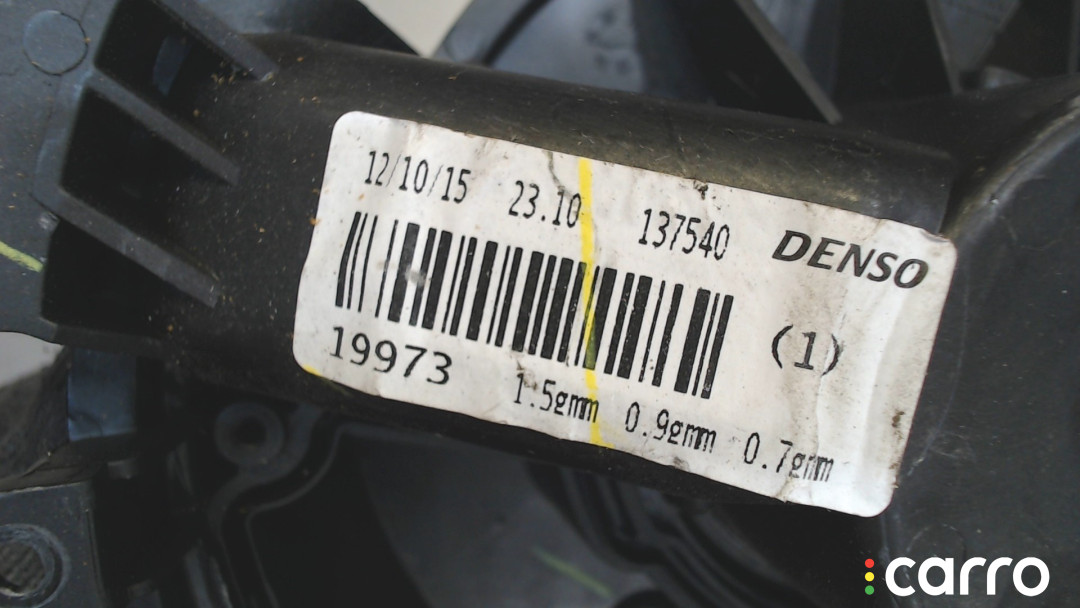 12/10/15 23.10 137540 DENSO
(1)
19973
1.5gmm 0.9gmm 0.7gmm
carro